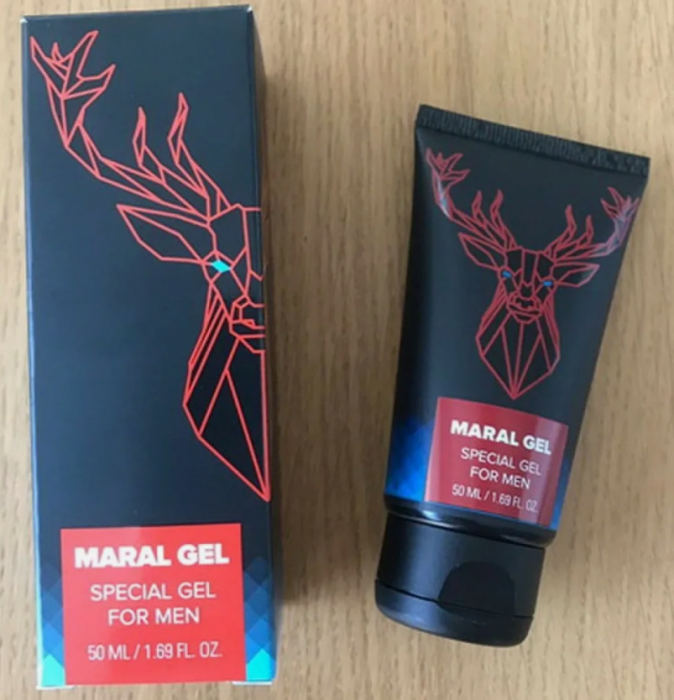 MARAL GEL
SPECIAL GEL
FOR MEN
50 ML / 1.69 FL. OZ.
MARAL GEL
SPECIAL GEL
FOR MEN
50 ML / 1.69 FL. OZ.